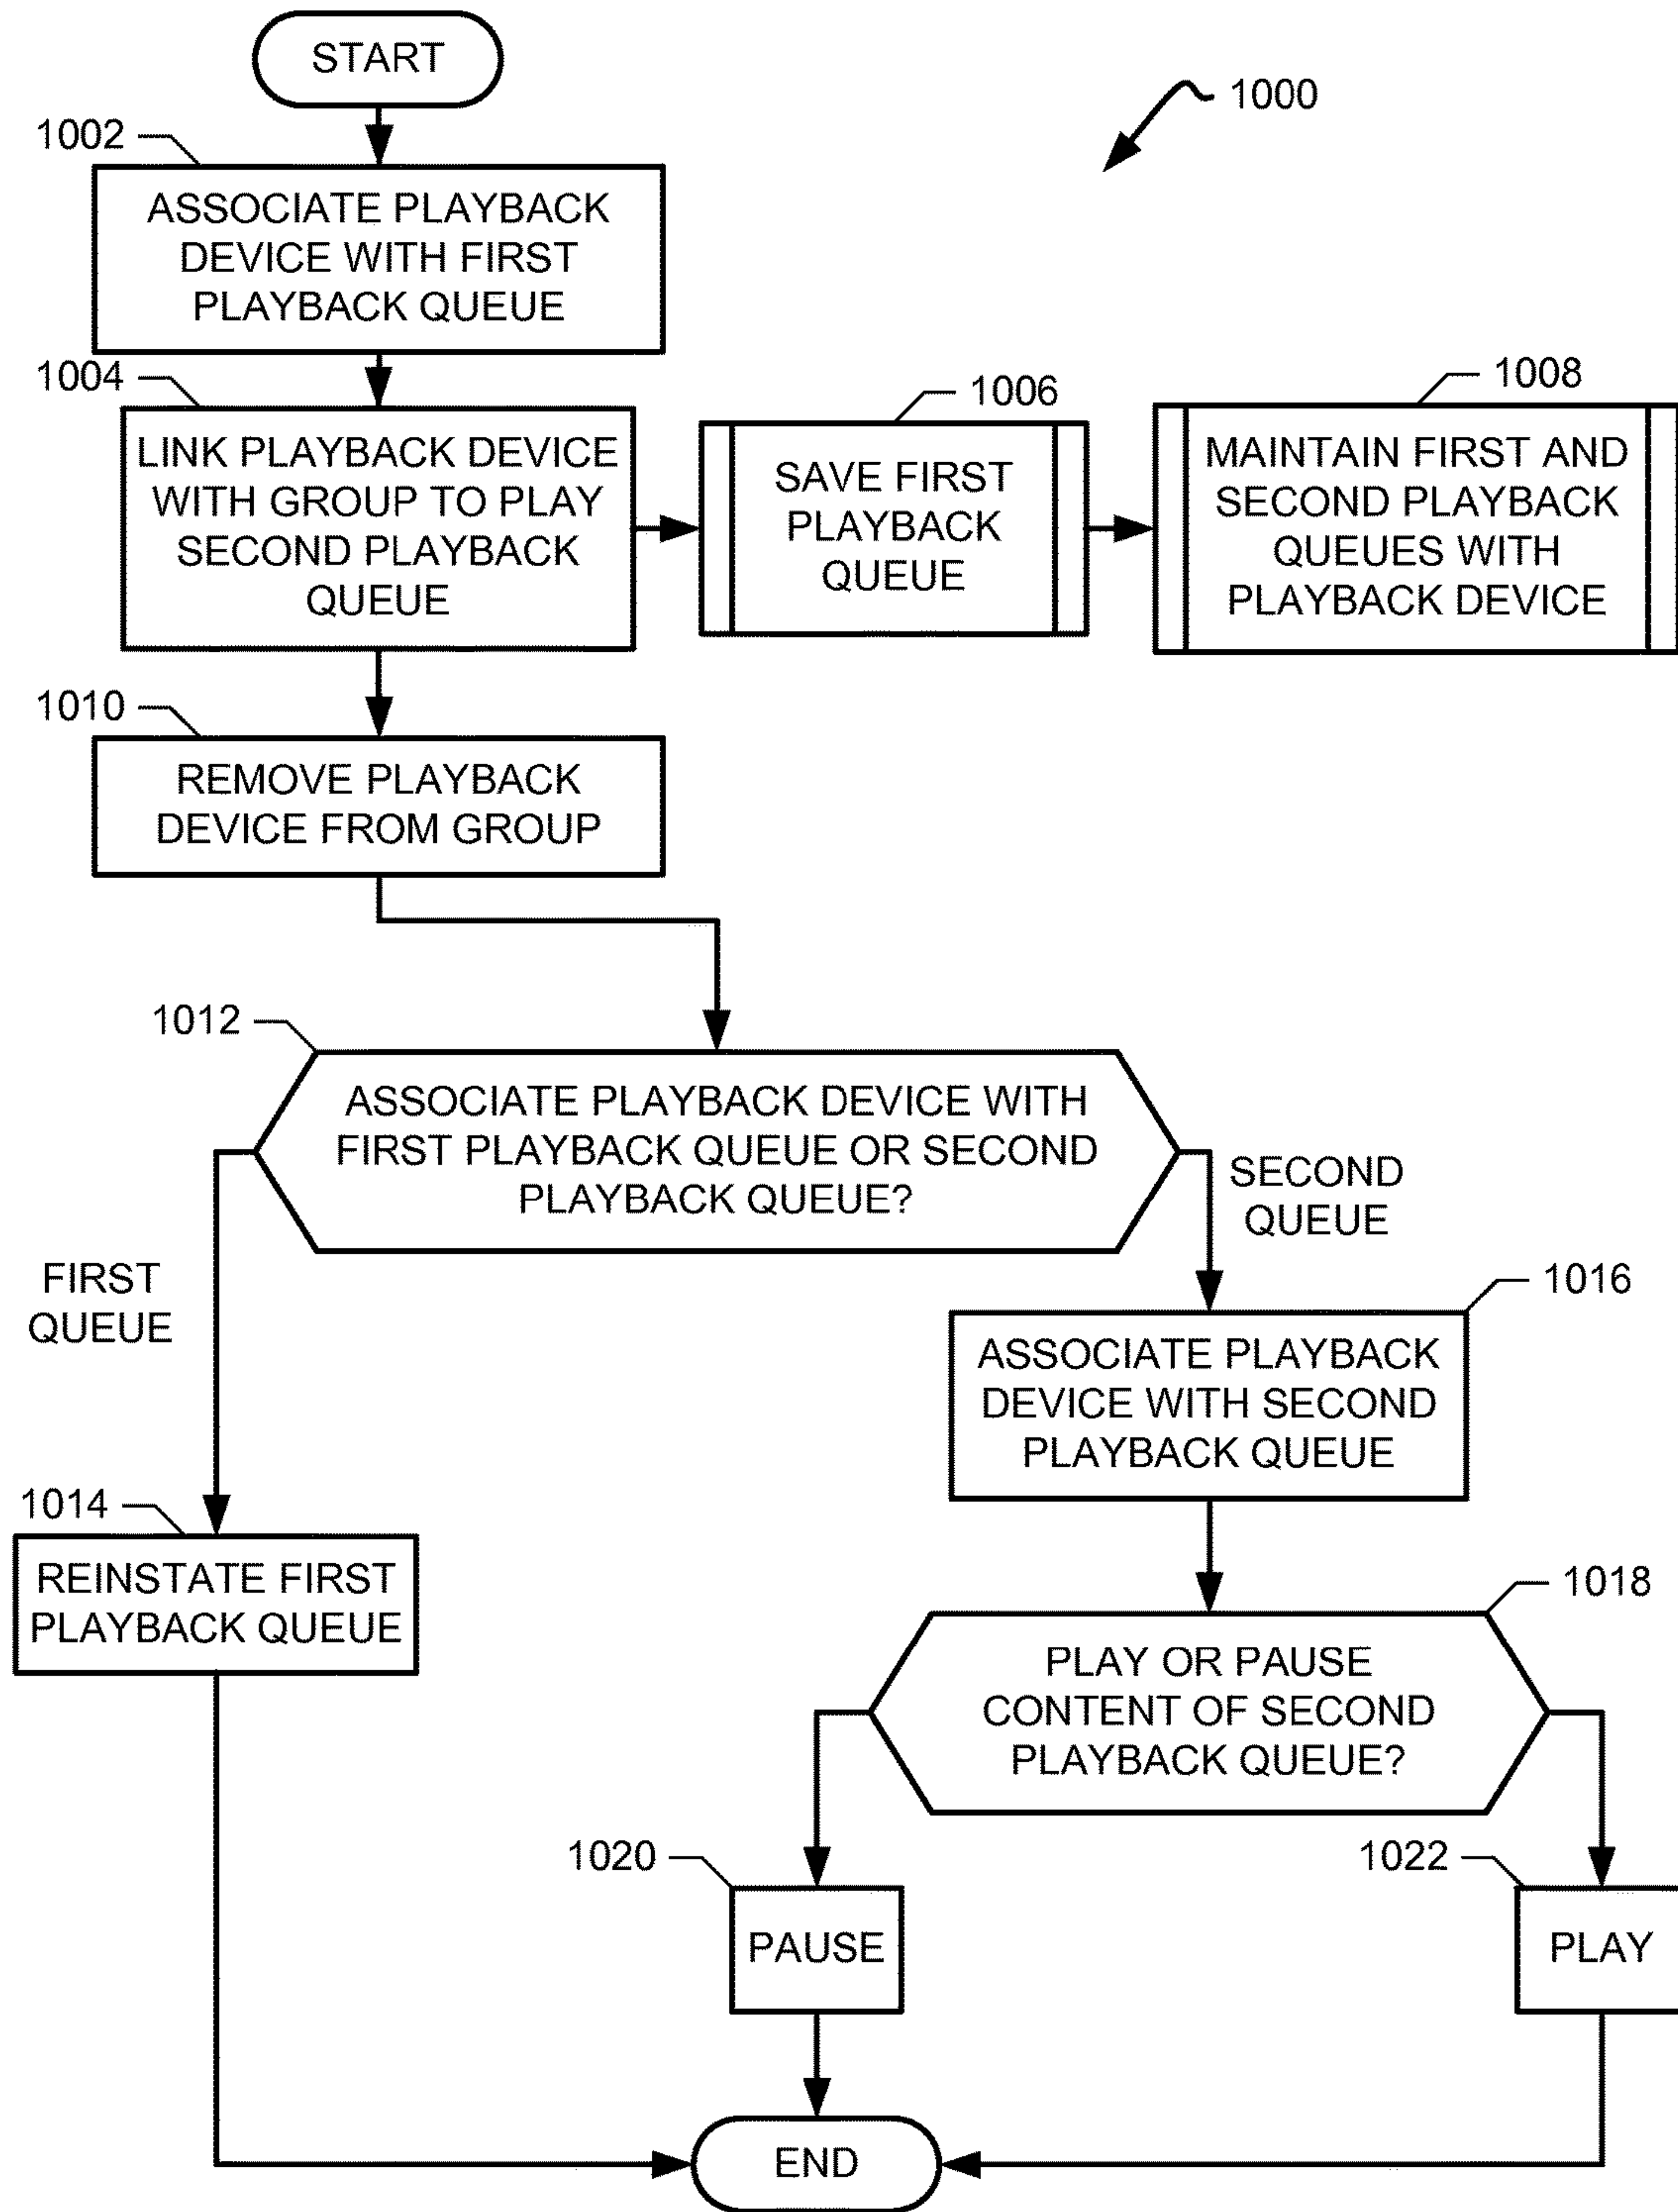 START
1000
1002
ASSOCIATE PLAYBACK
DEVICE WITH FIRST
PLAYBACK QUEUE
1004
LINK PLAYBACK DEVICE
WITH GROUP TO PLAY
SECOND PLAYBACK
QUEUE
1006
SAVE FIRST
PLAYBACK
QUEUE
1008
MAINTAIN FIRST AND
SECOND PLAYBACK
QUEUES WITH
PLAYBACK DEVICE
1010
REMOVE PLAYBACK
DEVICE FROM GROUP
1012
ASSOCIATE PLAYBACK DEVICE WITH
FIRST PLAYBACK QUEUE OR SECOND
PLAYBACK QUEUE?
FIRST
QUEUE
SECOND
QUEUE
1014
REINSTATE FIRST
PLAYBACK QUEUE
1016
ASSOCIATE PLAYBACK
DEVICE WITH SECOND
PLAYBACK QUEUE
1018
PLAY OR PAUSE
CONTENT OF SECOND
PLAYBACK QUEUE?
1020
PAUSE
1022
PLAY
END